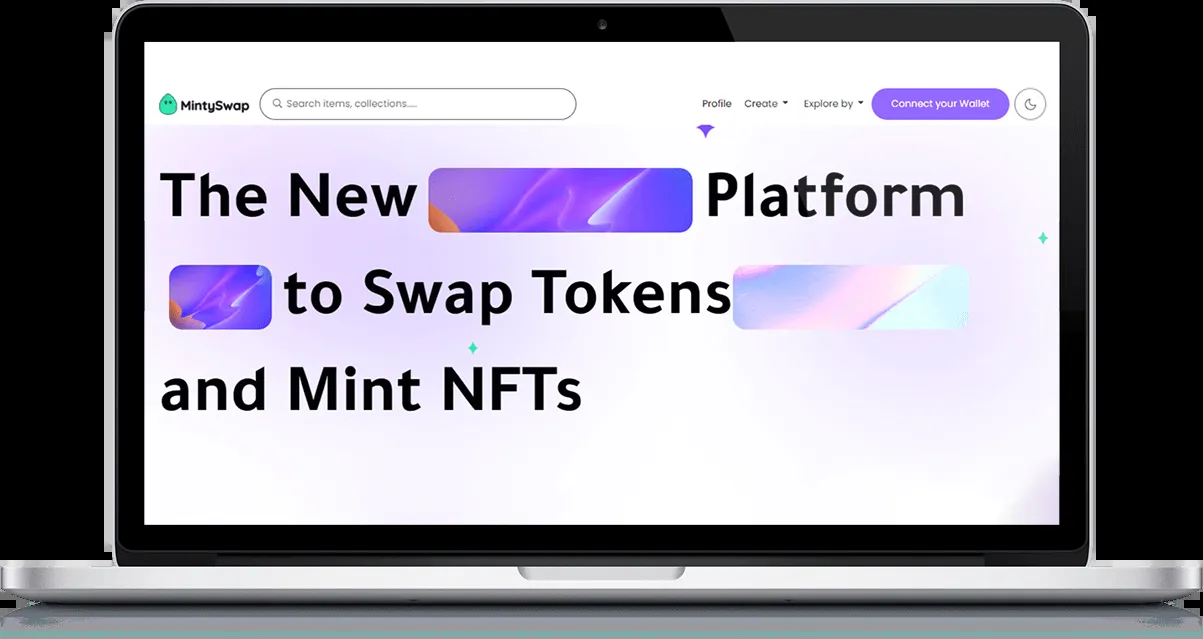 MintySwap
Search items, collections.....
Profile
Create
Explore by
Connect your Wallet
The New Platform
to Swap Tokens
and Mint NFTs